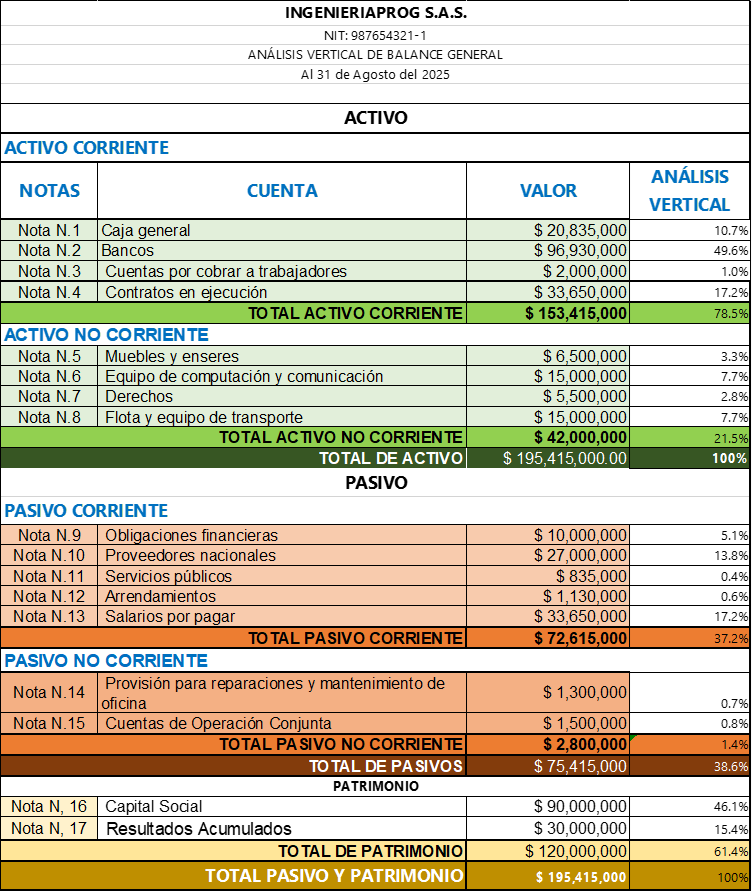 INGENIERIAPROG S.A.S.
NIT: 987654321-1
ANÁLISIS VERTICAL DE BALANCE GENERAL
Al 31 de Agosto del 2025
ACTIVO
ACTIVO CORRIENTE
NOTAS CUENTA VALOR ANÁLISIS VERTICAL
Nota N.1 Caja general $ 20,835,000 10.7%
Nota N.2 Bancos $ 96,930,000 49.6%
Nota N.3 Cuentas por cobrar a trabajadores $ 2,000,000 1.0%
Nota N.4 Contratos en ejecución $ 33,650,000 17.2%
TOTAL ACTIVO CORRIENTE $ 153,415,000 78.5%
ACTIVO NO CORRIENTE
Nota N.5 Muebles y enseres $ 6,500,000 3.3%
Nota N.6 Equipo de computación y comunicación $ 15,000,000 7.7%
Nota N.7 Derechos $ 5,500,000 2.8%
Nota N.8 Flota y equipo de transporte $ 15,000,000 7.7%
TOTAL ACTIVO NO CORRIENTE $ 42,000,000 21.5%
TOTAL DE ACTIVO $ 195,415,000.00 100%
PASIVO
PASIVO CORRIENTE
Nota N.9 Obligaciones financieras $ 10,000,000 5.1%
Nota N.10 Proveedores nacionales $ 27,000,000 13.8%
Nota N.11 Servicios públicos $ 835,000 0.4%
Nota N.12 Arrendamientos $ 1,130,000 0.6%
Nota N.13 Salarios por pagar $ 33,650,000 17.2%
TOTAL PASIVO CORRIENTE $ 72,615,000 37.2%
PASIVO NO CORRIENTE
Nota N.14 Provisión para reparaciones y mantenimiento de
oficina $ 1,300,000 0.7%
Nota N.15 Cuentas de Operación Conjunta $ 1,500,000 0.8%
TOTAL PASIVO NO CORRIENTE $ 2,800,000 1.4%
TOTAL DE PASIVOS $ 75,415,000 38.6%
PATRIMONIO
Nota N, 16 Capital Social $ 90,000,000 46.1%
Nota N, 17 Resultados Acumulados $ 30,000,000 15.4%
TOTAL DE PATRIMONIO $ 120,000,000 61.4%
TOTAL PASIVO Y PATRIMONIO $ 195,415,000 100%